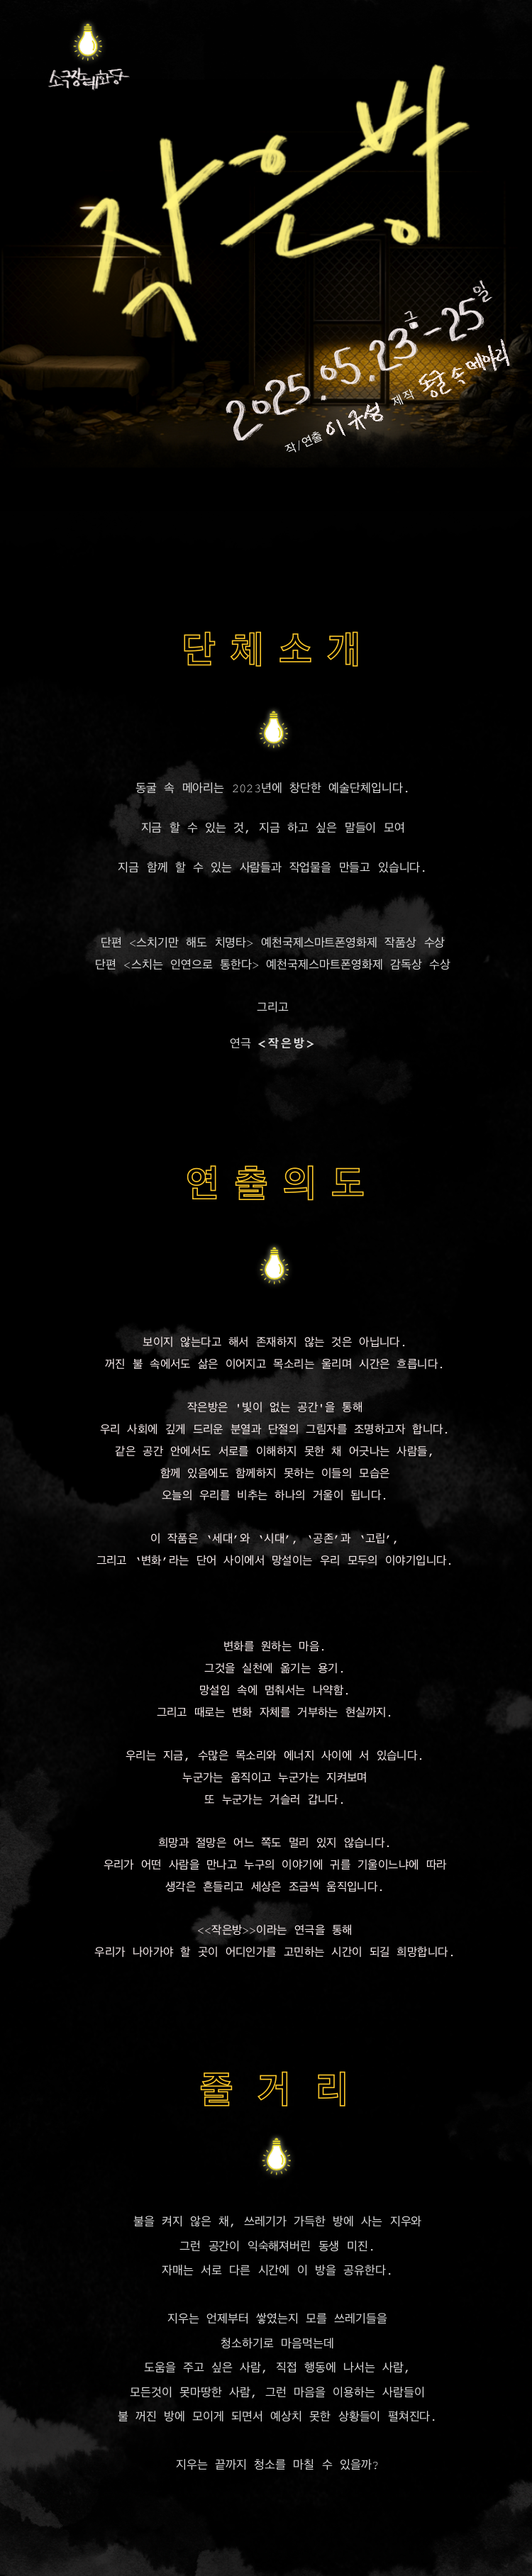 소극장혜화당
작은방
2025.05.23금-25일
작/연출 이규성 제작 동굴 속 메아리
단체소개
동굴 속 메아리는 2023년에 창단한 예술단체입니다.
지금 할 수 있는 것, 지금 하고 싶은 말들이 모여
지금 함께 할 수 있는 사람들과 작업물을 만들고 있습니다.
단편 <스치기만 해도 치명타> 예천국제스마트폰영화제 작품상 수상
단편 <스치는 인연으로 통한다> 예천국제스마트폰영화제 감독상 수상
그리고
연극 <작은방>
연출의도
보이지 않는다고 해서 존재하지 않는 것은 아닙니다.
꺼진 불 속에서도 삶은 이어지고 목소리는 울리며 시간은 흐릅니다.
작은방은 '빛이 없는 공간'을 통해
우리 사회에 깊게 드리운 분열과 단절의 그림자를 조명하고자 합니다.
같은 공간 안에서도 서로를 이해하지 못한 채 어긋나는 사람들,
함께 있음에도 함께하지 못하는 이들의 모습은
오늘의 우리를 비추는 하나의 거울이 됩니다.
이 작품은 ‘세대’와 ‘시대’, ‘공존’과 ‘고립’,
그리고 ‘변화’라는 단어 사이에서 망설이는 우리 모두의 이야기입니다.
변화를 원하는 마음.
그것을 실천에 옮기는 용기.
망설임 속에 멈춰서는 나약함.
그리고 때로는 변화 자체를 거부하는 현실까지.
우리는 지금, 수많은 목소리와 에너지 사이에 서 있습니다.
누군가는 움직이고 누군가는 지켜보며
또 누군가는 거슬러 갑니다.
희망과 절망은 어느 쪽도 멀리 있지 않습니다.
우리가 어떤 사람을 만나고 누구의 이야기에 귀를 기울이느냐에 따라
생각은 흔들리고 세상은 조금씩 움직입니다.
<<작은방>>이라는 연극을 통해
우리가 나아가야 할 곳이 어디인가를 고민하는 시간이 되길 희망합니다.
줄거리
불을 켜지 않은 채, 쓰레기가 가득한 방에 사는 지우와
그런 공간이 익숙해져버린 동생 미진.
자매는 서로 다른 시간에 이 방을 공유한다.
지우는 언제부터 쌓였는지 모를 쓰레기들을
청소하기로 마음먹는데
도움을 주고 싶은 사람, 직접 행동에 나서는 사람,
모든것이 못마땅한 사람, 그런 마음을 이용하는 사람들이
불 꺼진 방에 모이게 되면서 예상치 못한 상황들이 펼쳐진다.
지우는 끝까지 청소를 마칠 수 있을까?